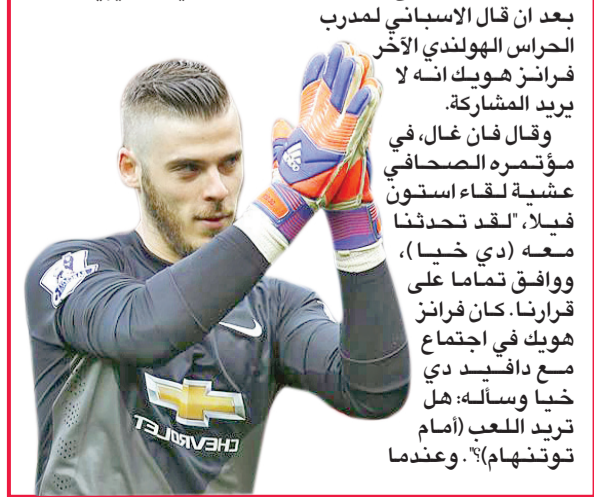 بعد ان قال الاسباني لمدرب
الحراس الهولندي الآخر
فرانز هويك انه لا
يريد المشاركة.
وقال فان غال، في
مؤتمره الصحافي
عشية لقاء استون
فيلا، "لقد تحدثنا
معه (دي خيا)،
ووافق تماما على
قرارنا. كان فرانز
هويك في اجتماع
مع دافيد دي
خيا وسأله: هل
تريد اللعب (أمام
توتنهام)؟". وعندما
adidas
CHEVROLET